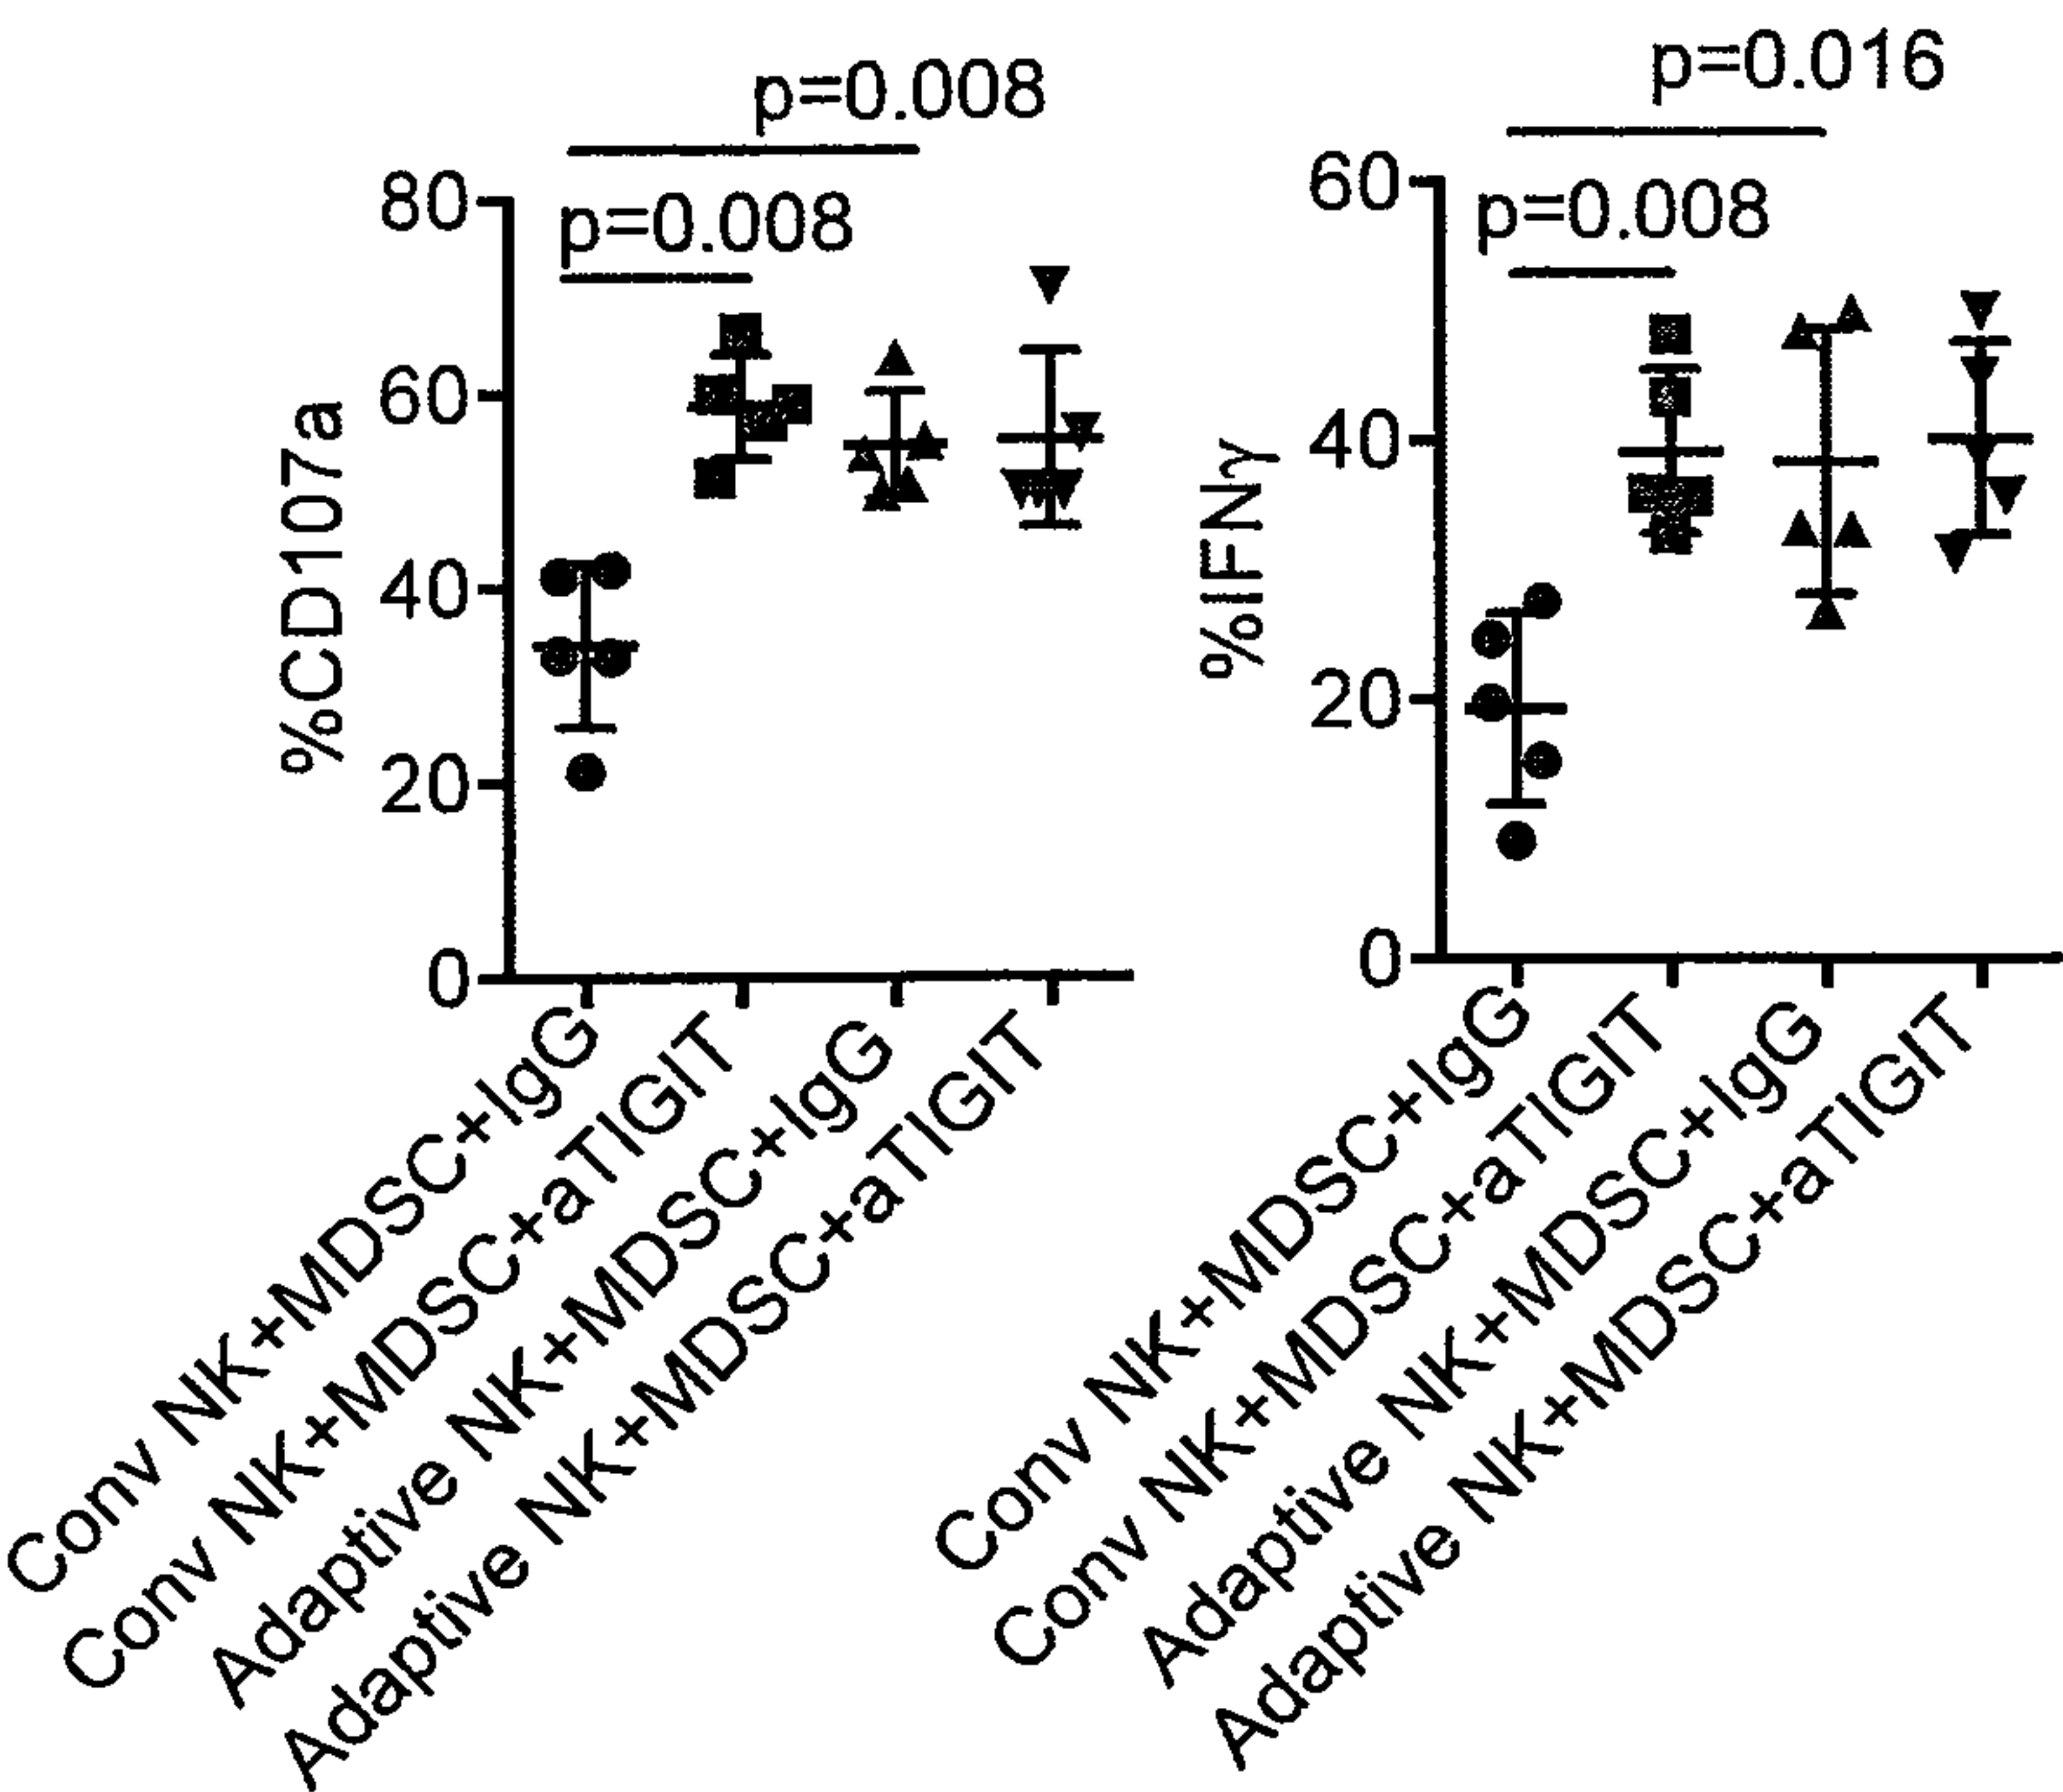 p=0.008
p=0.008
%CD107a
80
60
40
20
0
Conv NK+MDSC+IgG
Conv NK+MDSC+aTIGIT
Adaptive NK+MDSC+IgG
Adaptive NK+MDSC+aTIGIT
p=0.016
p=0.008
%IFNγ
60
40
20
0
Conv NK+MDSC+IgG
Conv NK+MDSC+aTIGIT
Adaptive NK+MDSC+IgG
Adaptive NK+MDSC+aTIGIT